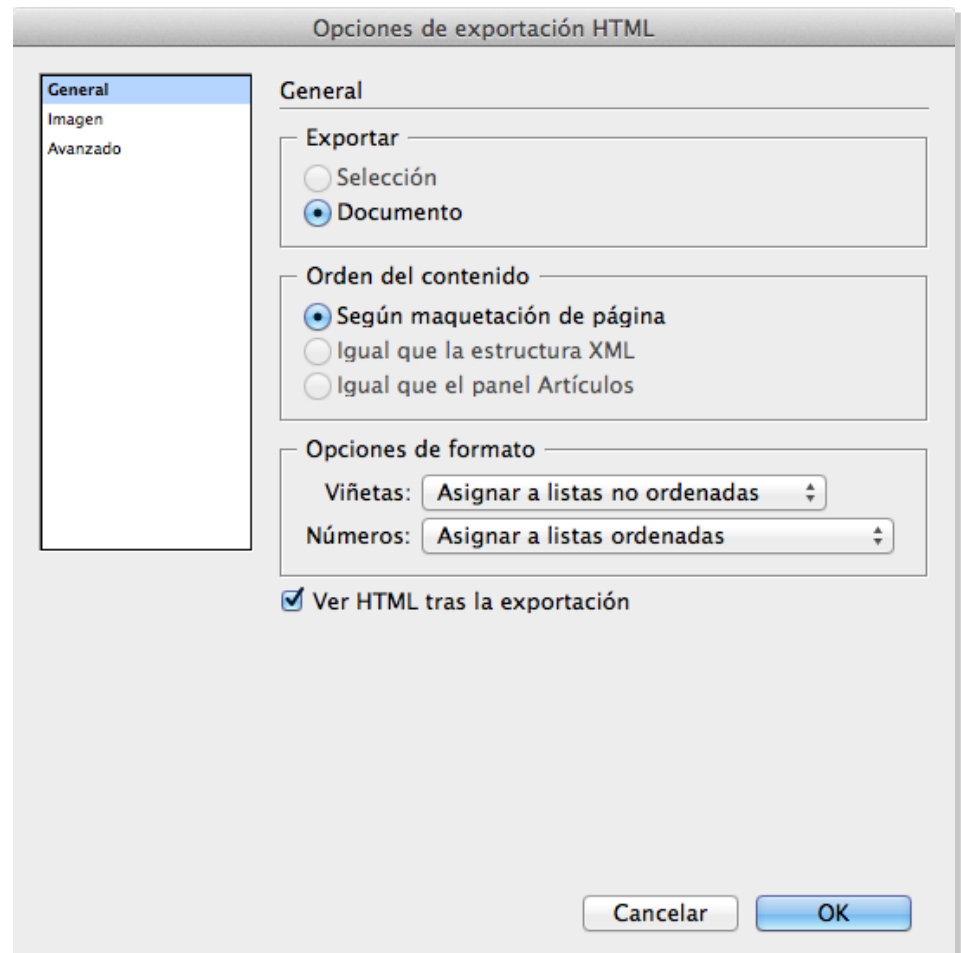 Opciones de exportación HTML
General
Imagen
Avanzado
General
Exportar
Selección
Documento
Orden del contenido
Según maquetación de página
Igual que la estructura XML
Igual que el panel Artículos
Opciones de formato
Viñetas: Asignar a listas no ordenadas
Números: Asignar a listas ordenadas
Ver HTML tras la exportación
Cancelar OK